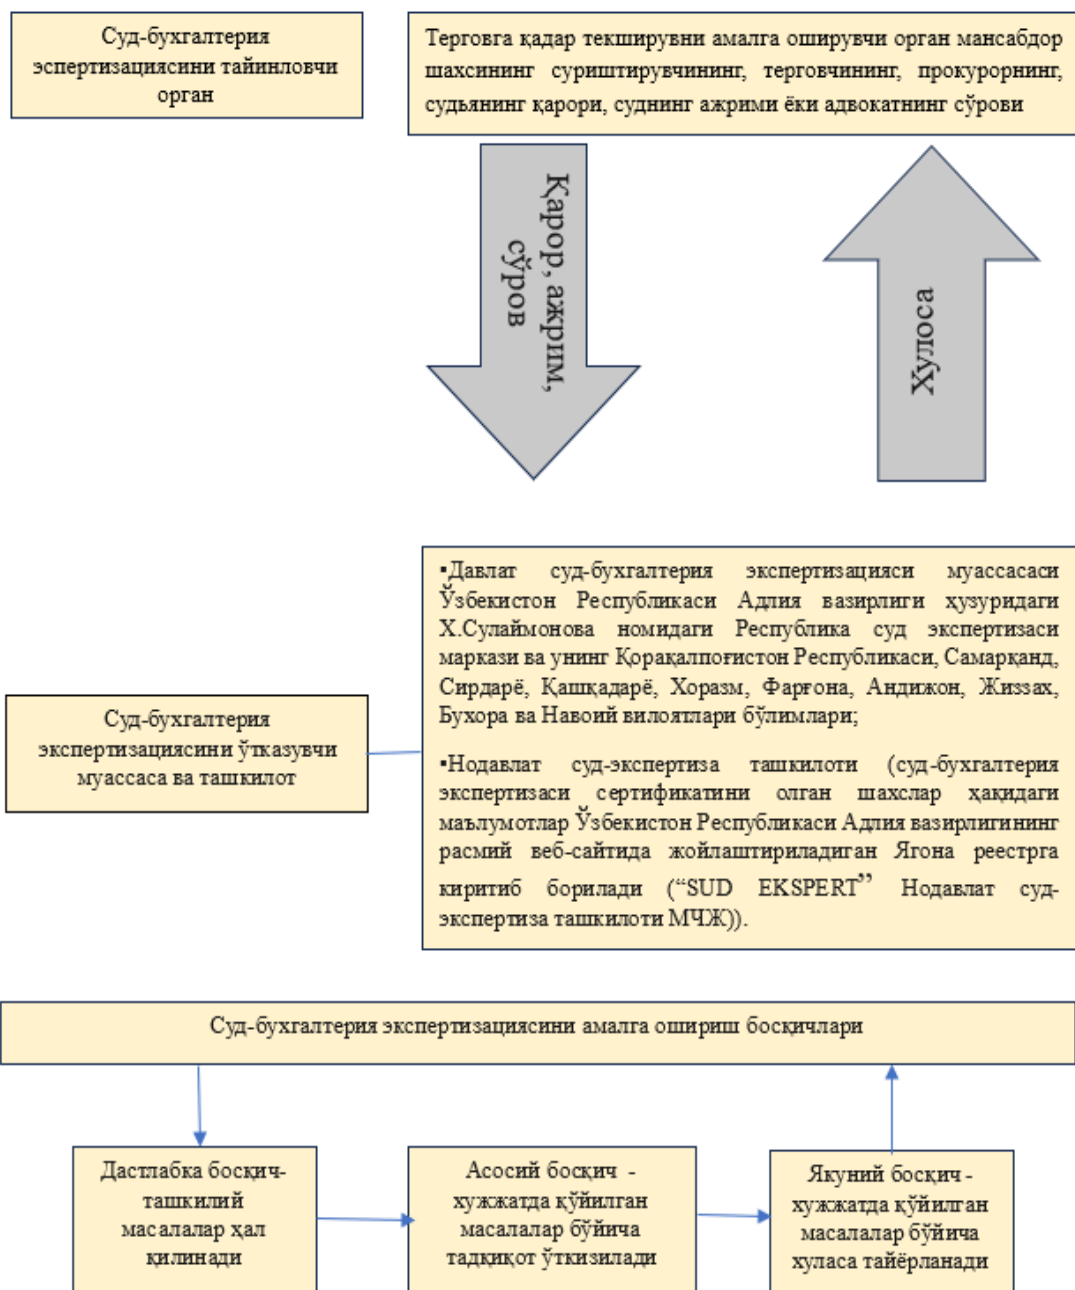 Суд-бухгалтерия
эспертизациясини тайинловчи
орган
Терговга қадар текширувни амалга оширувчи орган мансабдор
шахсининг суриштирувчининг, терговчининг, прокурорнинг,
судьянинг қарори, суднинг ажрими ёки адвокатнинг сўрови
Қарор, ажрим,
сўров
Хулоса
Суд-бухгалтерия
экспертизациясини ўтказувчи
муассаса ва ташкилот
▪Давлат суд-бухгалтерия экспертизацияси муассасаси
Ўзбекистон Республикаси Адлия вазирлиги ҳузуридаги
Х.Сулаймонова номидаги Республика суд экспертизаси
маркази ва унинг Қорақалпоғистон Республикаси, Самарқанд,
Сирдарё, Қашқадарё, Хоразм, Фарғона, Андижон, Жиззах,
Бухора ва Навоий вилоятлари бўлимлари;
▪Нодавлат суд-экспертиза ташкилоти (суд-бухгалтерия
экспертизаси сертификатини олган шахслар ҳақидаги
маълумотлар Ўзбекистон Республикаси Адлия вазирлигининг
расмий веб-сайтида жойлаштириладиган Ягона реестрга
киритиб борилади (“SUD EKSPERT” Нодавлат суд-
экспертиза ташкилоти МЧЖ)).
Суд-бухгалтерия экспертизациясини амалга ошириш босқичлари
Дастлабка босқич-
ташкилий
масалалар ҳал
қилинади
Асосий босқич -
хужжатда қўйилган
масалалар бўйича
тадқиқот ўткизилади
Якуний босқич -
хужжатда қўйилган
масалалар бўйича
хуласа тайёрланади